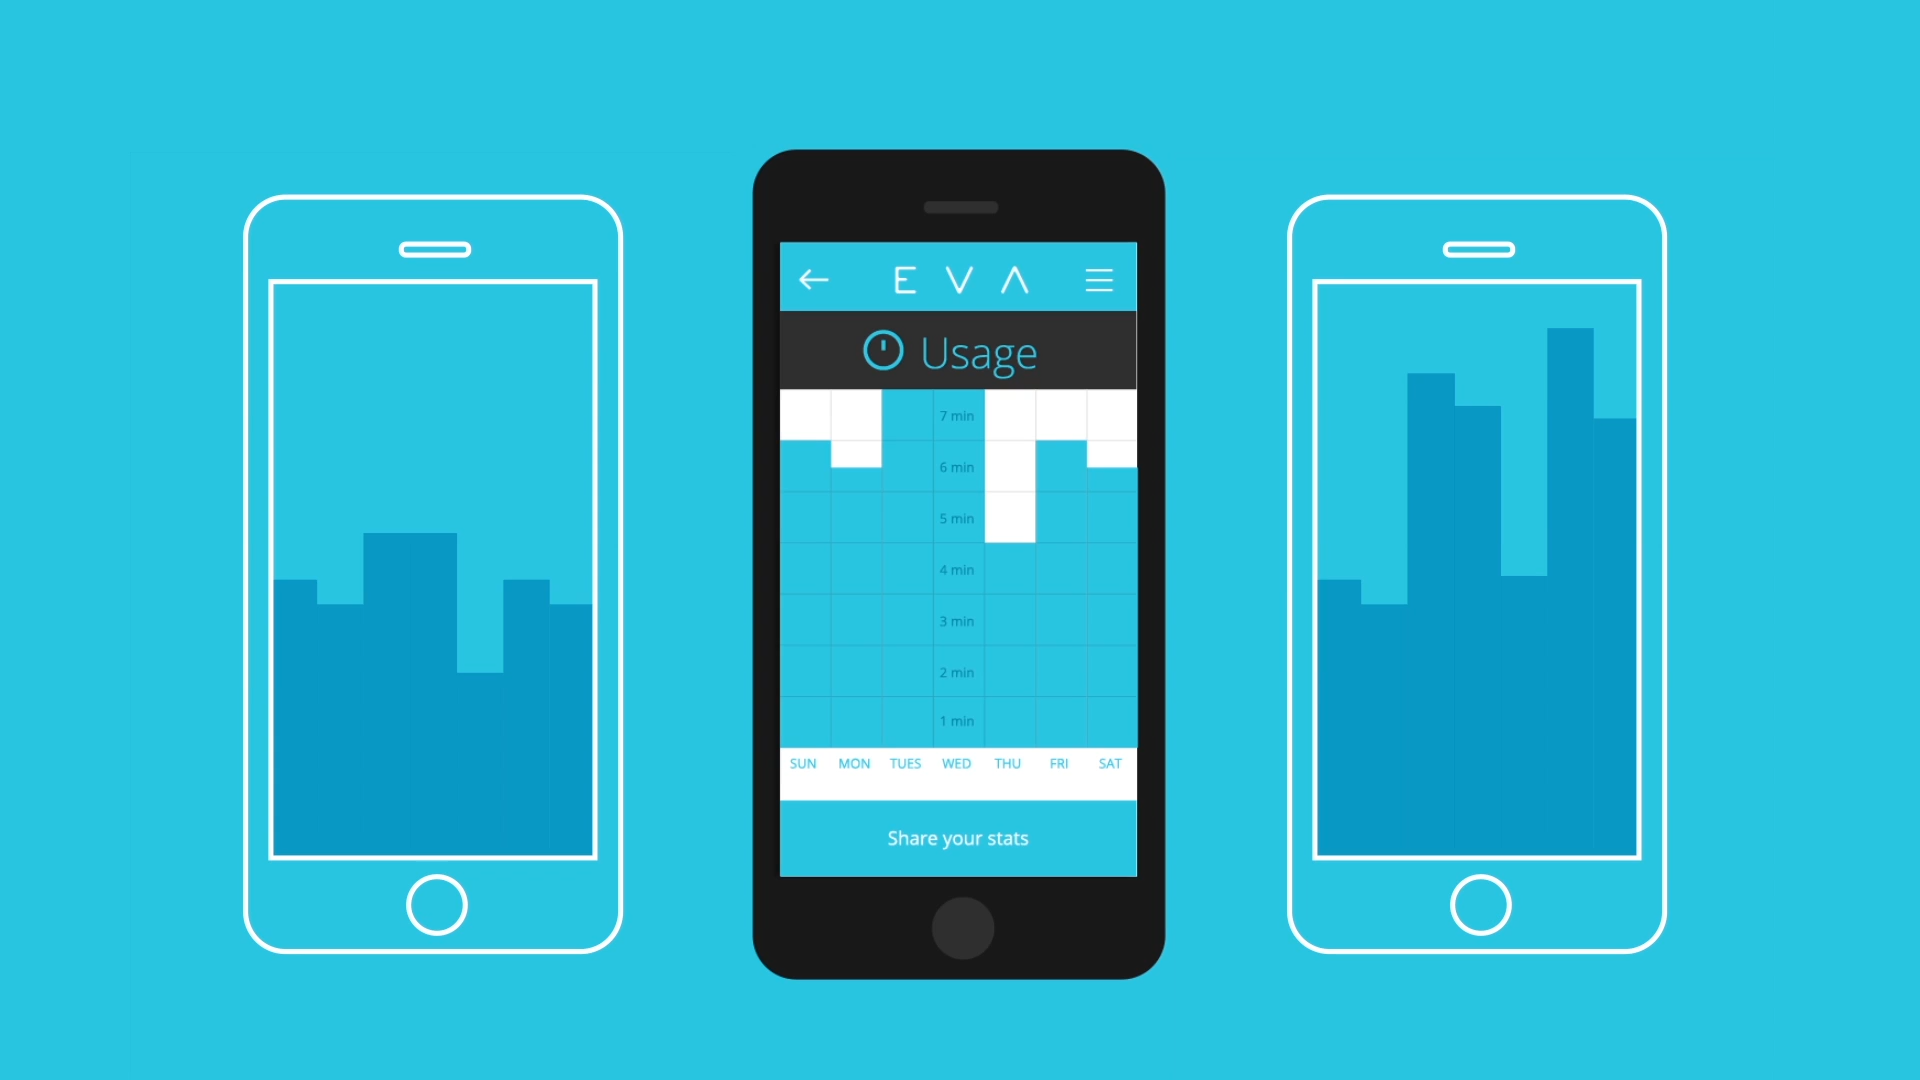 E V A
Usage
7 min
6 min
5 min
4 min
3 min
2 min
1 min
SUN MON TUES WED THU FRI SAT
Share your stats